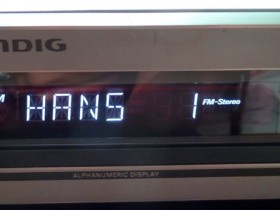 NDIG
HANS 1 FM-Stereo
ALPHANUMERIC DISPLAY